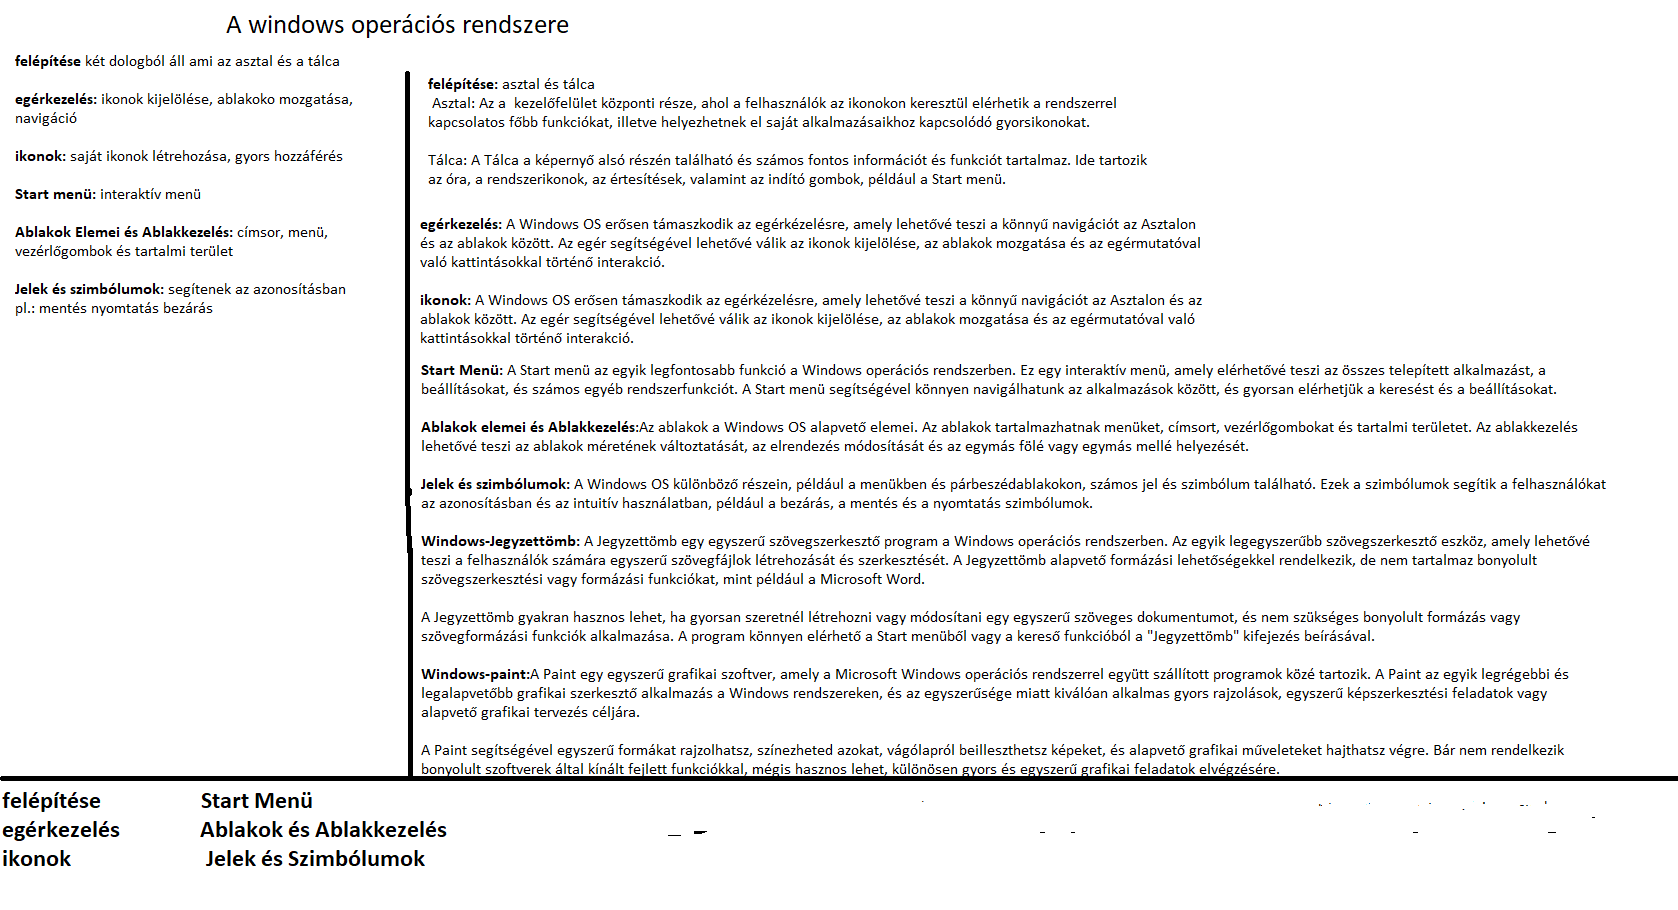 A windows operációs rendszere
felépítése két dologból áll ami az asztal és a tálca
egérkezelés: ikonok kijelölése, ablakoko mozgatása,
navigáció
ikonok: saját ikonok létrehozása, gyors hozzáférés
Start menü: interaktív menü
Ablakok Elemei és Ablakkezelés: címsor, menü,
vezérlőgombok és tartalmi terület
Jelek és szimbólumok: segítenek az azonosításban
pl.: mentés nyomtatás bezárás
felépítése: asztal és tálca
Asztal: Az a  kezelőfelület központi része, ahol a felhasználók az ikonokon keresztül elérhetik a rendszerrel
kapcsolatos főbb funkciókat, illetve helyezhetnek el saját alkalmazásaikhoz kapcsolódó gyorsikonokat.
Tálca: A Tálca a képernyő alsó részén található és számos fontos információt és funkciót tartalmaz. Ide tartozik
az óra, a rendszerikonok, az értesítések, valamint az indító gombok, például a Start menü.
egérkezelés: A Windows OS erősen támaszkodik az egérkézelésre, amely lehetővé teszi a könnyű navigációt az Asztalon
és az ablakok között. Az egér segítségével lehetővé válik az ikonok kijelölése, az ablakok mozgatása és az egérmutatóval
való kattintásokkal történő interakció.
ikonok: A Windows OS erősen támaszkodik az egérkézelésre, amely lehetővé teszi a könnyű navigációt az Asztalon és az
ablakok között. Az egér segítségével lehetővé válik az ikonok kijelölése, az ablakok mozgatása és az egérmutatóval való
kattintásokkal történő interakció.
Start Menü: A Start menü az egyik legfontosabb funkció a Windows operációs rendszerben. Ez egy interaktív menü, amely elérhetővé teszi az összes telepített alkalmazást, a
beállításokat, és számos egyéb rendszerfunkciót. A Start menü segítségével könnyen navigálhatunk az alkalmazások között, és gyorsan elérhetjük a keresést és a beállításokat.
Ablakok elemei és Ablakkezelés:Az ablakok a Windows OS alapvető elemei. Az ablakok tartalmazhatnak menüket, címsort, vezérlőgombokat és tartalmi területet. Az ablakkezelés
lehetővé teszi az ablakok méretének változtatását, az elrendezés módosítását és az egymás fölé vagy egymás mellé helyezését.
Jelek és szimbólumok: A Windows OS különböző részein, például a menükben és párbeszédablakokon, számos jel és szimbólum található. Ezek a szimbólumok segítik a felhasználókat
az azonosításban és az intuitív használatban, például a bezárás, a mentés és a nyomtatás szimbólumok.
Windows-Jegyzettömb: A Jegyzettömb egy egyszerű szövegszerkesztő program a Windows operációs rendszerben. Az egyik legegyszerűbb szövegszerkesztő eszköz, amely lehetővé
teszi a felhasználók számára egyszerű szövegfájlok létrehozását és szerkesztését. A Jegyzettömb alapvető formázási lehetőségekkel rendelkezik, de nem tartalmaz bonyolult
szövegszerkesztési vagy formázási funkciókat, mint például a Microsoft Word.
A Jegyzettömb gyakran hasznos lehet, ha gyorsan szeretnél létrehozni vagy módosítani egy egyszerű szöveges dokumentumot, és nem szükséges bonyolult formázás vagy
szövegformázási funkciók alkalmazása. A program könnyen elérhető a Start menüből vagy a kereső funkcióból a "Jegyzettömb" kifejezés beírásával.
Windows-paint:A Paint egy egyszerű grafikai szoftver, amely a Microsoft Windows operációs rendszerrel együtt szállított programok közé tartozik. A Paint az egyik legrégebbi és
legalapvetőbb grafikai szerkesztő alkalmazás a Windows rendszereken, és az egyszerűsége miatt kiválóan alkalmas gyors rajzolások, egyszerű képszerkesztési feladatok vagy
alapvető grafikai tervezés céljára.
A Paint segítségével egyszerű formákat rajzolhatsz, színezheted azokat, vágólapról beilleszthetsz képeket, és alapvető grafikai műveleteket hajthatsz végre. Bár nem rendelkezik
bonyolult szoftverek által kínált fejlett funkciókkal, mégis hasznos lehet, különösen gyors és egyszerű grafikai feladatok elvégzésére.
felépítése
egérkezelés
ikonok
Start Menü
Ablakok és Ablakkezelés
Jelek és Szimbólumok